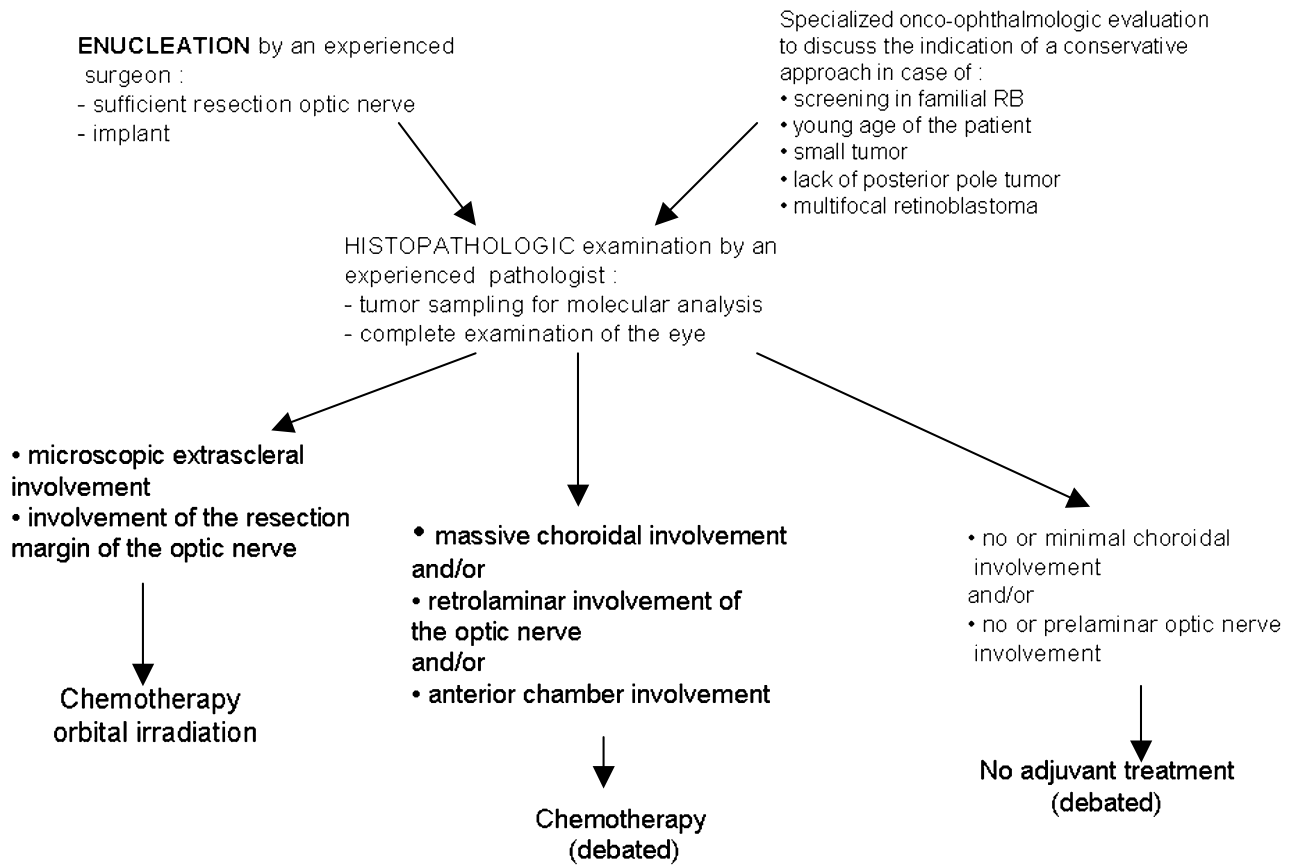 ENUCLEATION by an experienced
surgeon :
- sufficient resection optic nerve
- implant
Specialized onco-ophthalmologic evaluation
to discuss the indication of a conservative
approach in case of :
• screening in familial RB
• young age of the patient
• small tumor
• lack of posterior pole tumor
• multifocal retinoblastoma
HISTOPATHOLOGIC examination by an
experienced pathologist :
- tumor sampling for molecular analysis
- complete examination of the eye
• microscopic extrascleral
involvement
• involvement of the resection
margin of the optic nerve
Chemotherapy
orbital irradiation
• massive choroidal involvement
and/or
• retrolaminar involvement of
the optic nerve
and/or
• anterior chamber involvement
Chemotherapy
(debated)
• no or minimal choroidal
involvement
and/or
• no or prelaminar optic nerve
involvement
No adjuvant treatment
(debated)